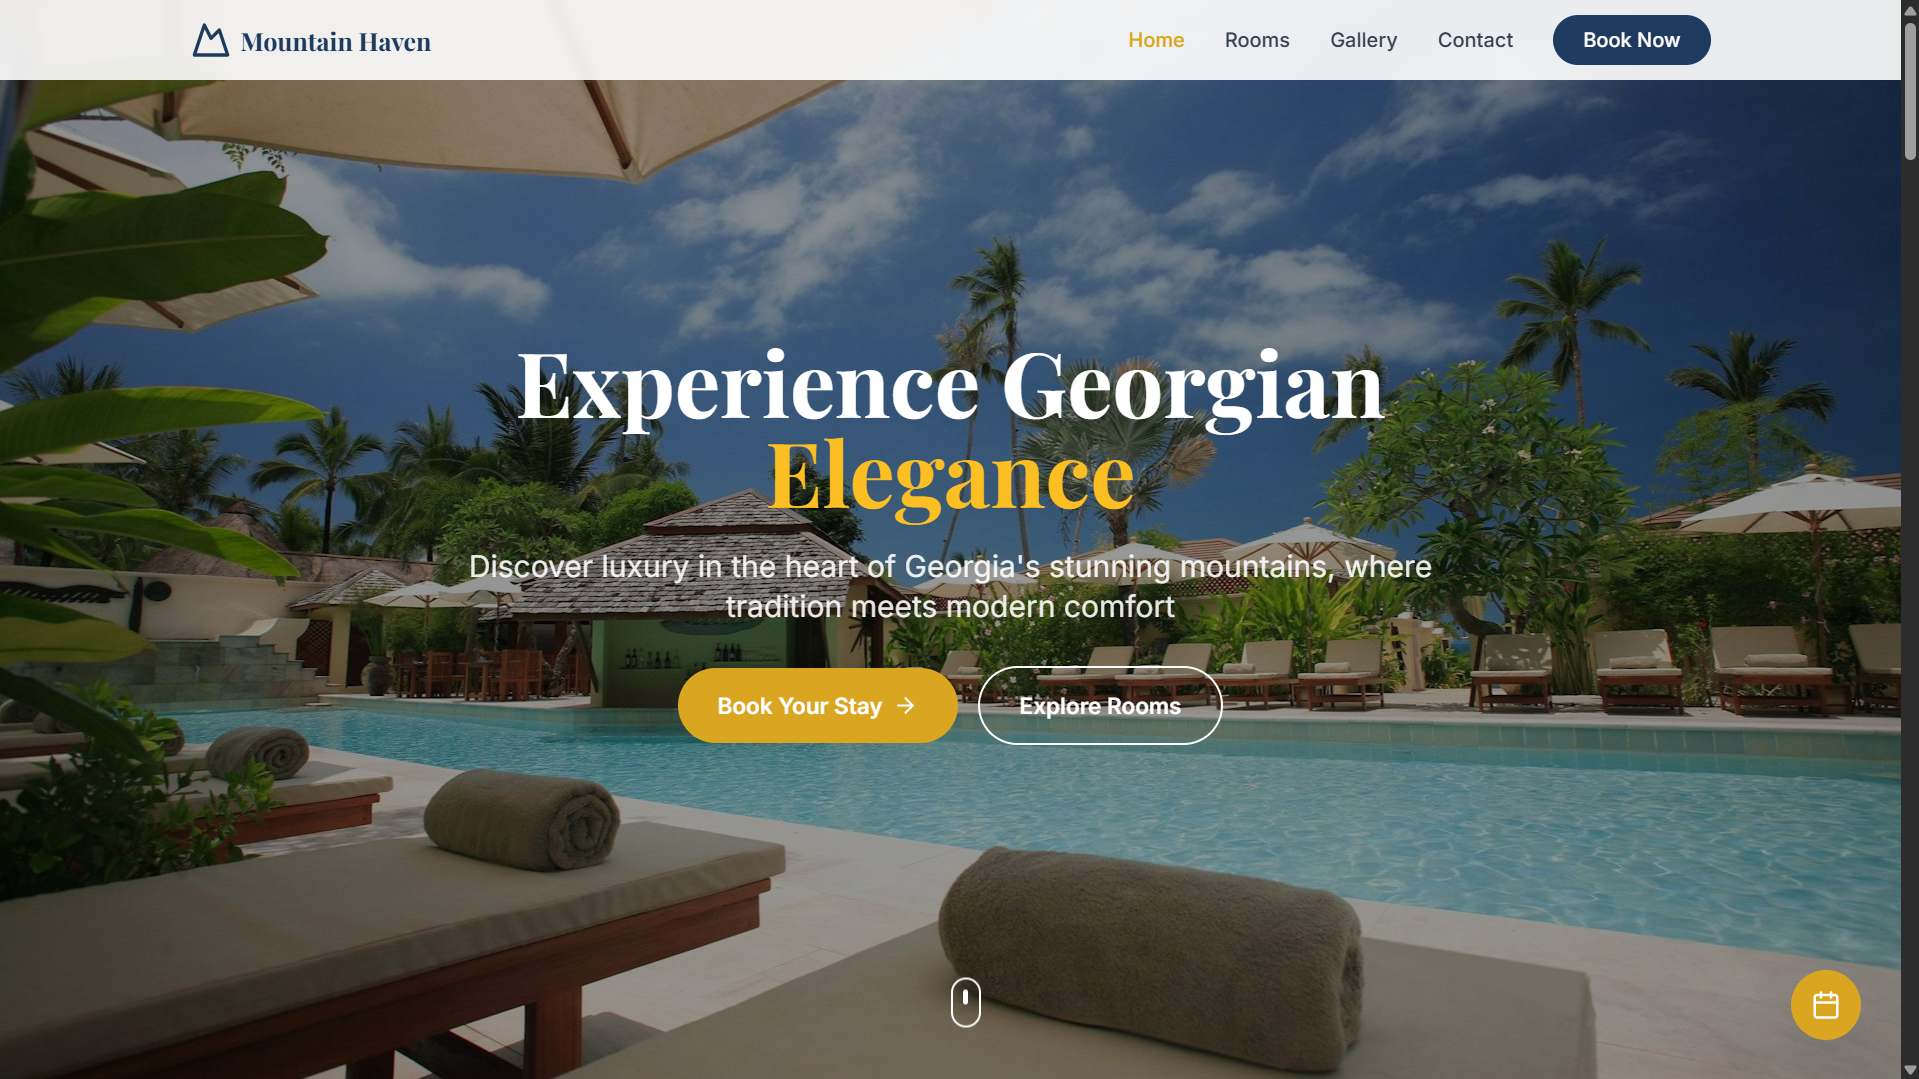 Mountain Haven
Home
Rooms
Gallery
Contact
Book Now
Experience Georgian
Elegance
Discover luxury in the heart of Georgia's stunning mountains, where
tradition meets modern comfort
Book Your Stay
Explore Rooms